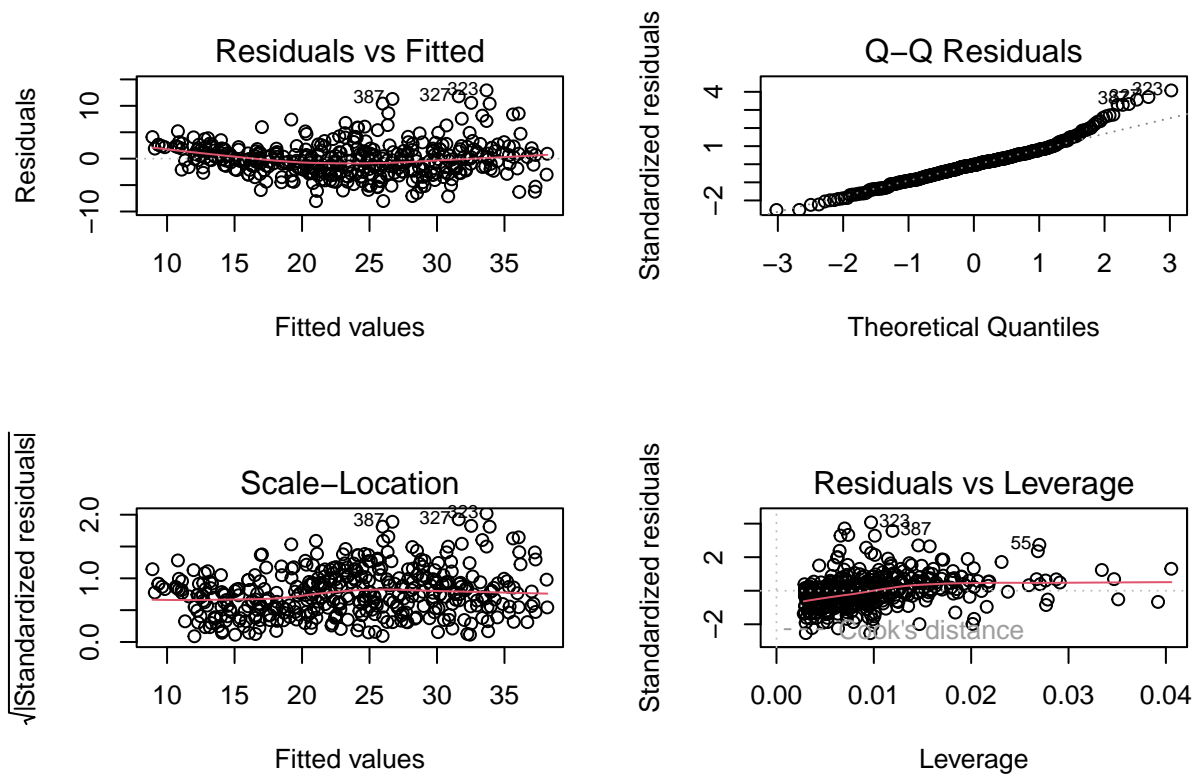 Residuals vs Fitted
Residuals
10
0
−10
387
327
323
10 15 20 25 30 35
Fitted values
Q−Q Residuals
Standardized residuals
4
1
−2
323
−3 −2 −1 0 1 2 3
Theoretical Quantiles
Scale−Location
√|Standardized residuals|
2.0
1.0
0.0
387
327
323
10 15 20 25 30 35
Fitted values
Residuals vs Leverage
Standardized residuals
2
−2
323
387
55
Cook's distance
0.00 0.01 0.02 0.03 0.04
Leverage